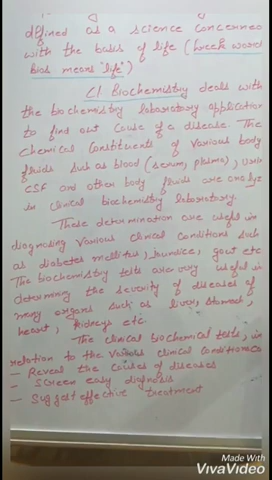 defined as a science concerned
with the basis of life (Greek word
bios means "life")
Cl Biochemistry deals with
the biochemistry laboratory application
to find out cause of a disease. The
chemical constituents of various body
fluids such as blood (serum, plasma), urin
CSF and other body fluids are analyze
in clinical biochemistry laboratory.
These determination are useful in
diagnosing various clinical conditions such
as diabetes mellitus, jaundice, gout etc
The biochemistry tests are very useful in
determining the severity of diseases of
many organs such as liver, stomach,
heart, kidneys etc.
The clinical biochemical tests, in
relation to the various clinical conditions
- Reveal the causes of diseases
- Screen easy diagnosis
- Suggest effective treatment
Made With
VivaVideo